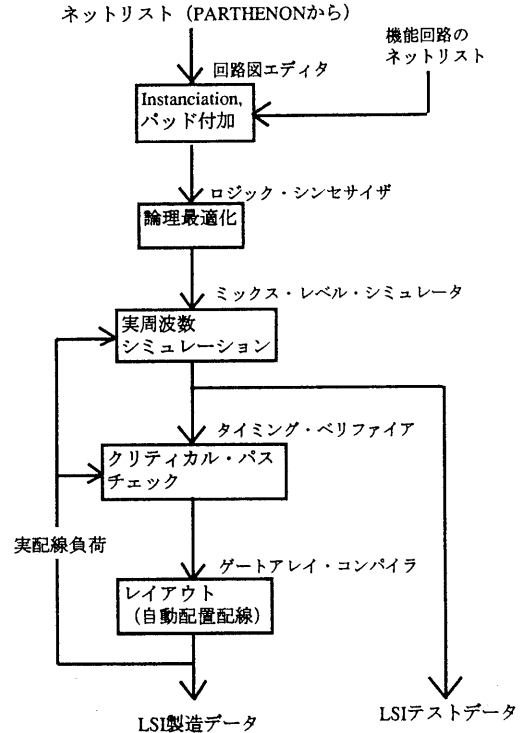 ネットリスト（PARTHENONから）
機能回路の
ネットリスト
回路図エディタ
Instanciation,
パッド付加
ロジック・シンセサイザ
論理最適化
ミックス・レベル・シミュレータ
実周波数
シミュレーション
タイミング・ベリファイア
クリティカル・パス
チェック
実配線負荷
ゲートアレイ・コンパイラ
レイアウト
（自動配置配線）
LSI製造データ
LSIテストデータ